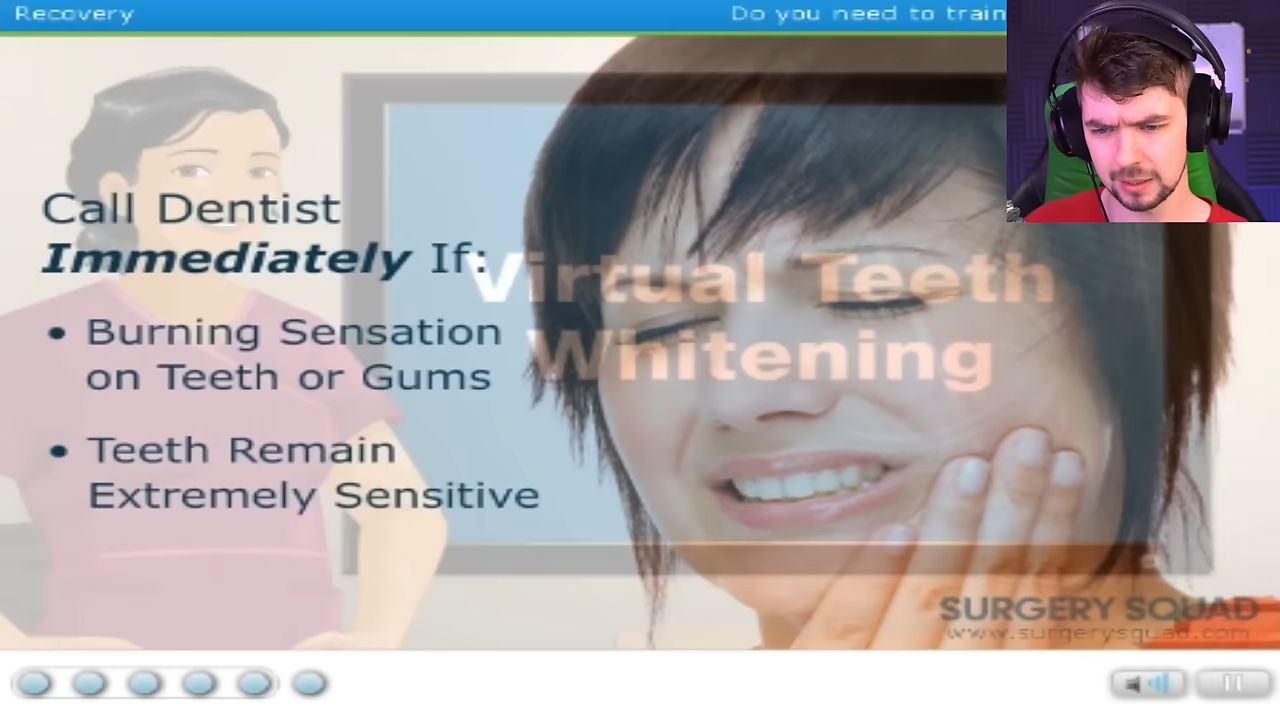 Recovery
Do you need to train
Call Dentist
Immediately If:
Virtual Teeth
Whitening
• Burning Sensation
on Teeth or Gums
• Teeth Remain
Extremely Sensitive
SURGERY SQUAD
www.surgerysquad.com